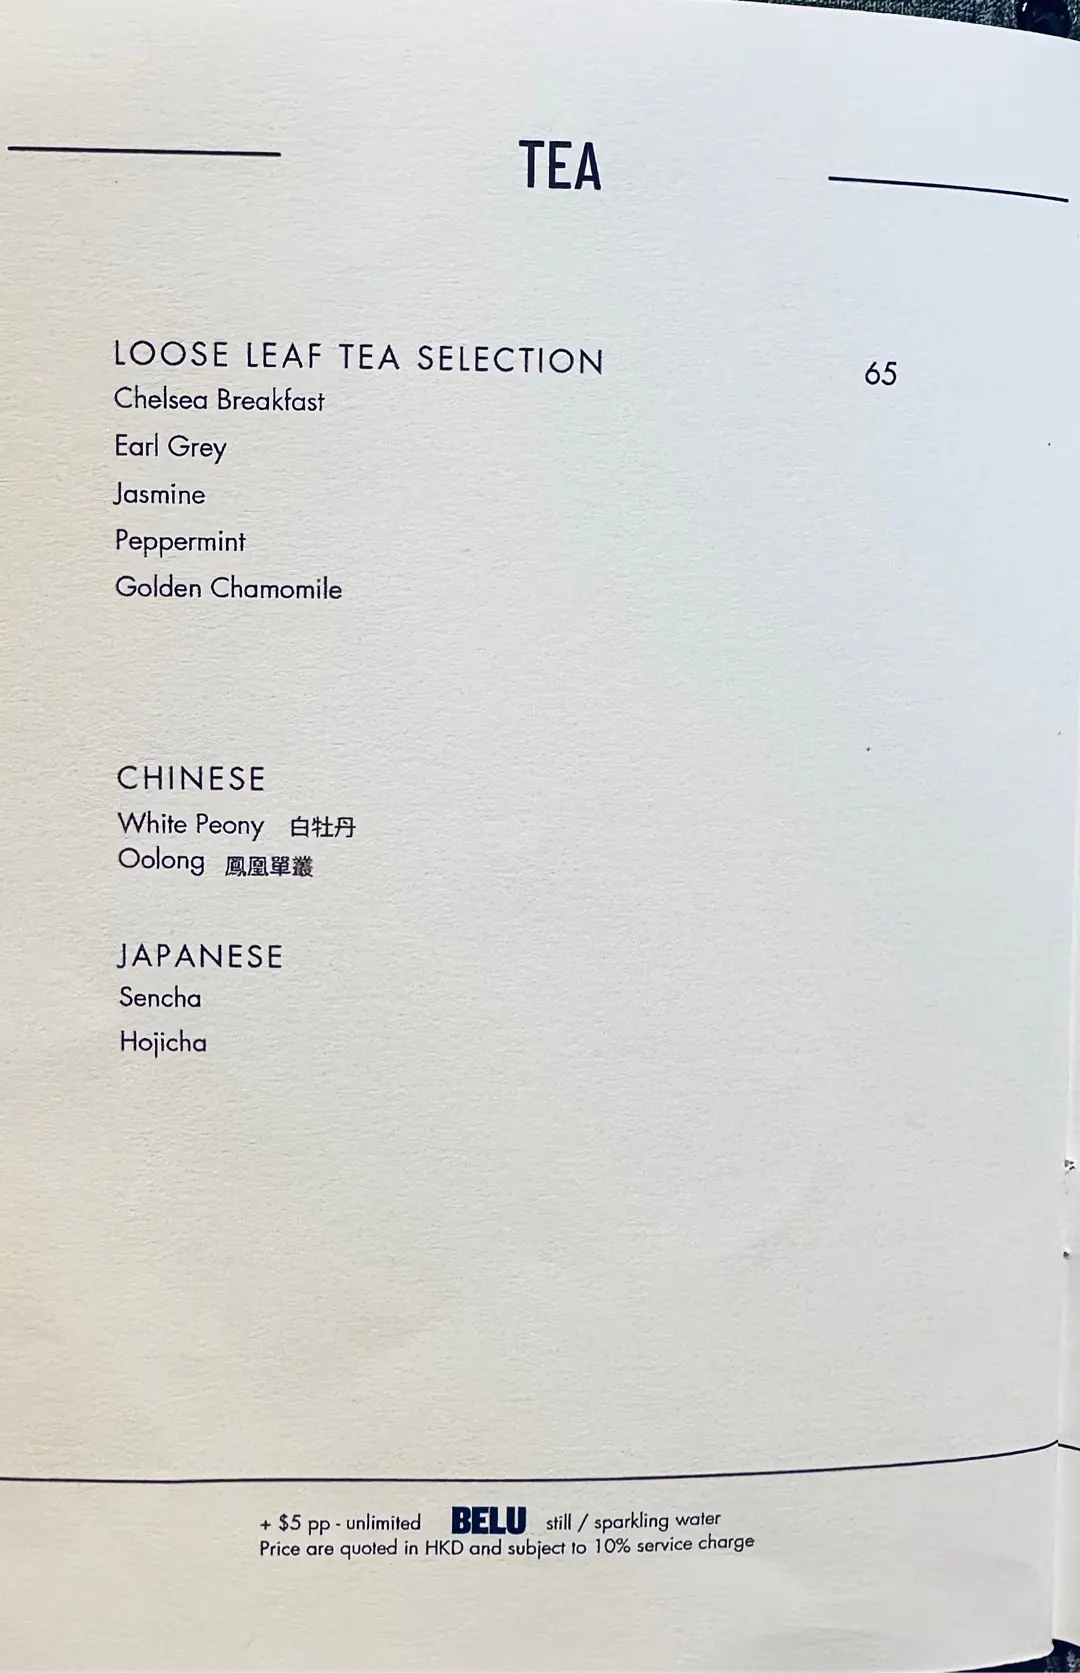 TEA
LOOSE LEAF TEA SELECTION 65
Chelsea Breakfast
Earl Grey
Jasmine
Peppermint
Golden Chamomile
CHINESE
White Peony 白牡丹
Oolong 鳳凰單叢
JAPANESE
Sencha
Hojicha
+ $5 pp - unlimited BELU still / sparkling water
Price are quoted in HKD and subject to 10% service charge